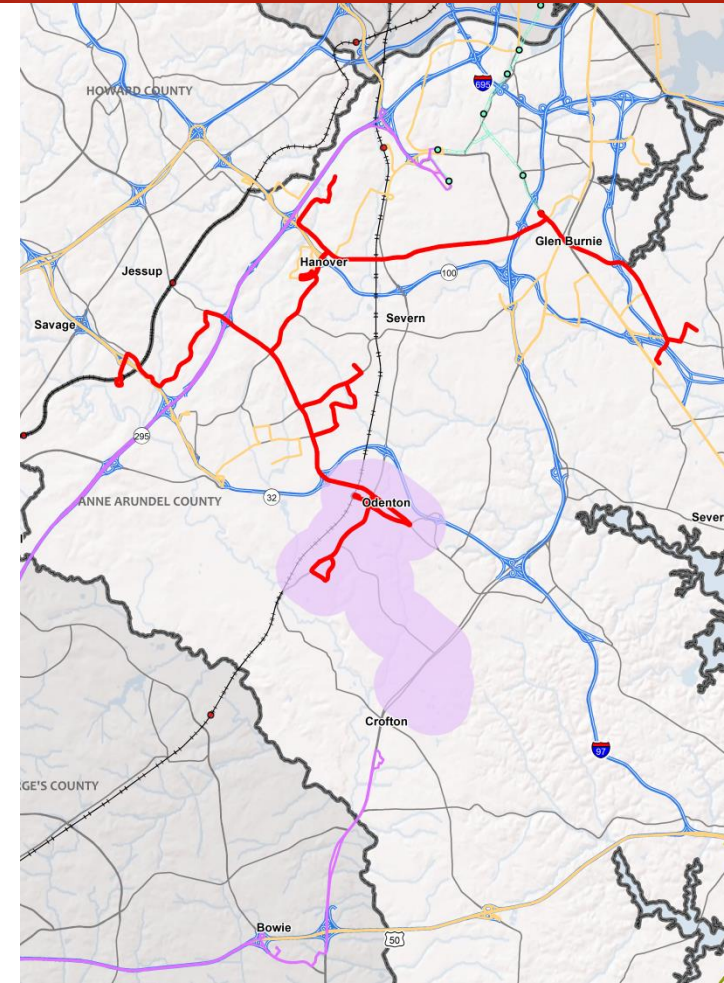 695
HOWARD COUNTY
Glen Burnie
Hanover
Jessup
100
Savage
Severn
295
ANNE ARUNDEL COUNTY
32
Odenton
Sever
Crofton
97
GE'S COUNTY
Bowie
50